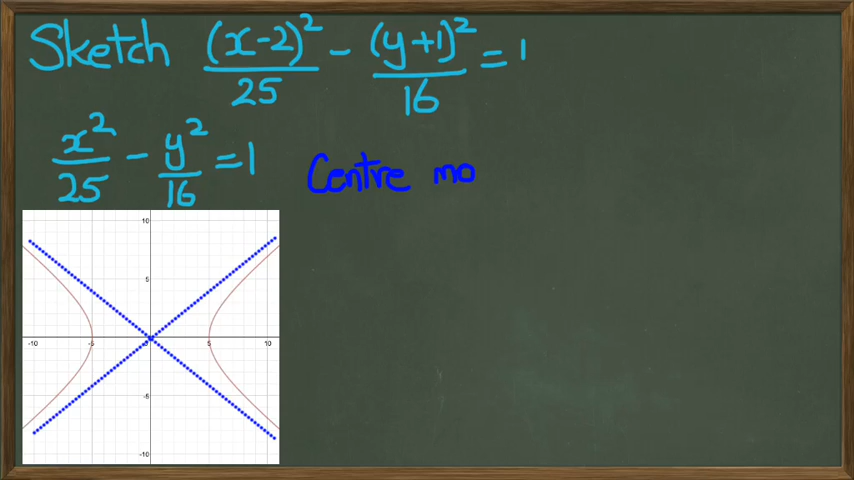 Sketch (x-2)²/25 - (y+1)²/16 = 1
x²/25 - y²/16 = 1
Centre mo
10
5
-10 -5 5 10
-5
-10